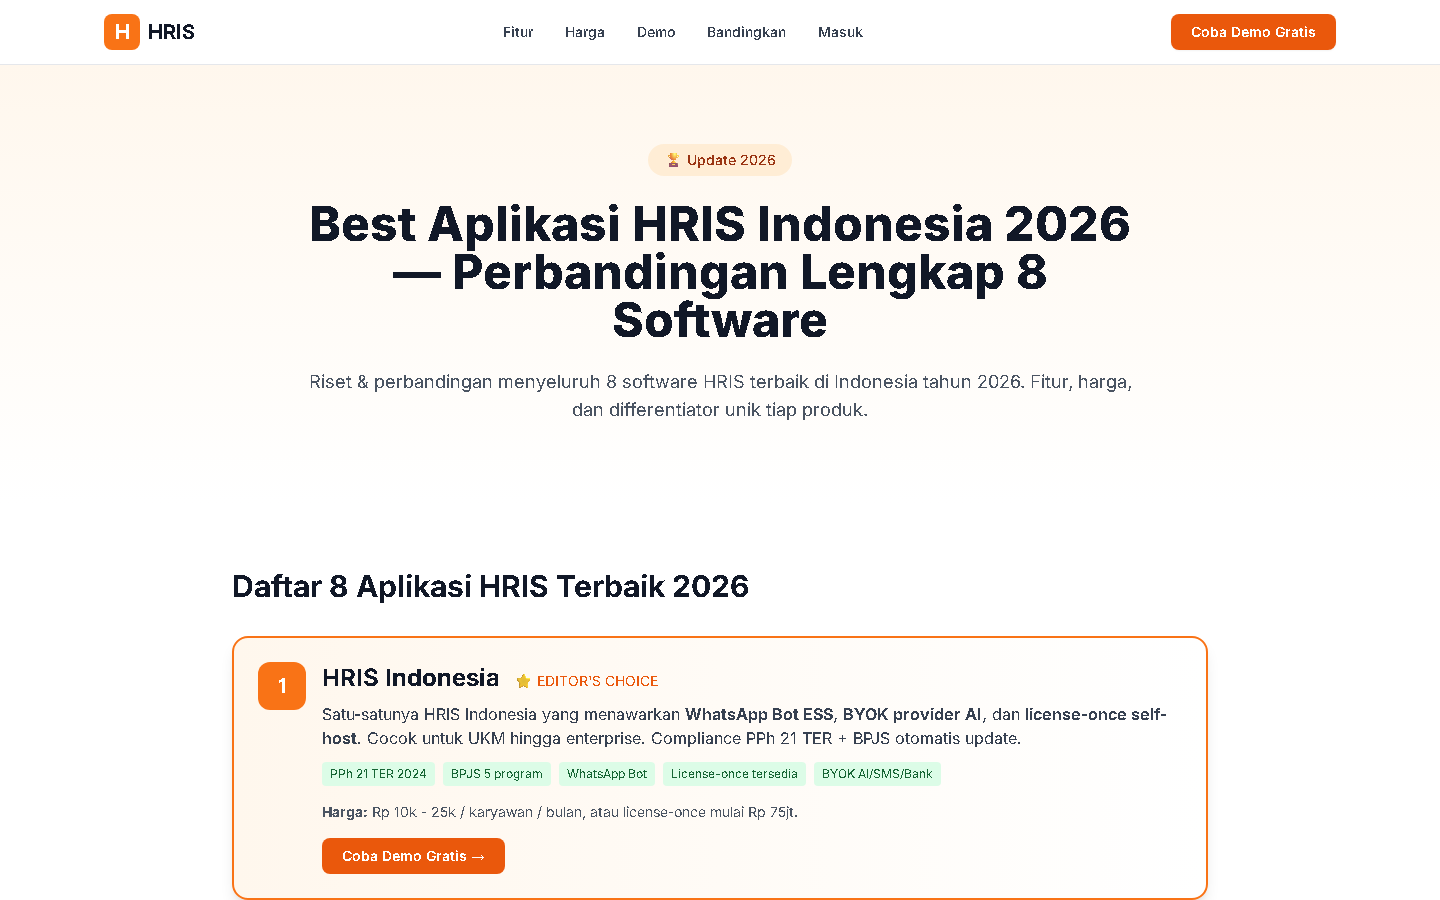 H HRIS
Fitur Harga Demo Bandingkan Masuk
Coba Demo Gratis
🏆 Update 2026
Best Aplikasi HRIS Indonesia 2026
— Perbandingan Lengkap 8
Software
Riset & perbandingan menyeluruh 8 software HRIS terbaik di Indonesia tahun 2026. Fitur, harga,
dan differentiator unik tiap produk.
Daftar 8 Aplikasi HRIS Terbaik 2026
1
HRIS Indonesia ⭐ EDITOR'S CHOICE
Satu-satunya HRIS Indonesia yang menawarkan WhatsApp Bot ESS, BYOK provider AI, dan license-once self-
host. Cocok untuk UKM hingga enterprise. Compliance PPh 21 TER + BPJS otomatis update.
PPh 21 TER 2024 BPJS 5 program WhatsApp Bot License-once tersedia BYOK AI/SMS/Bank
Harga: Rp 10k - 25k / karyawan / bulan, atau license-once mulai Rp 75jt.
Coba Demo Gratis →